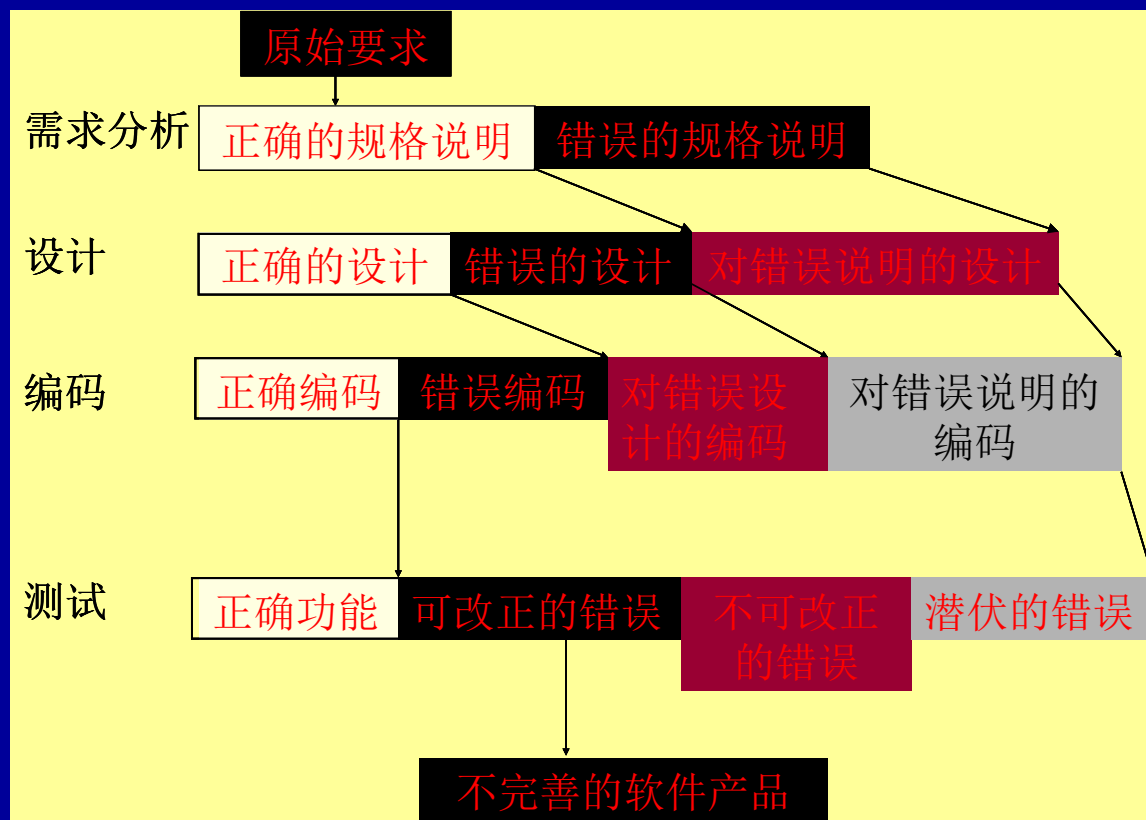 原始要求
需求分析
正确的规格说明
错误的规格说明
设计
正确的设计
错误的设计
对错误说明的设计
编码
正确编码
错误编码
对错误设
计的编码
对错误说明的
编码
测试
正确功能
可改正的错误
不可改正
的错误
潜伏的错误
不完善的软件产品